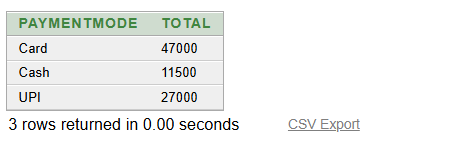 PAYMENTMODE TOTAL
Card 47000
Cash 11500
UPI 27000
3 rows returned in 0.00 seconds CSV Export